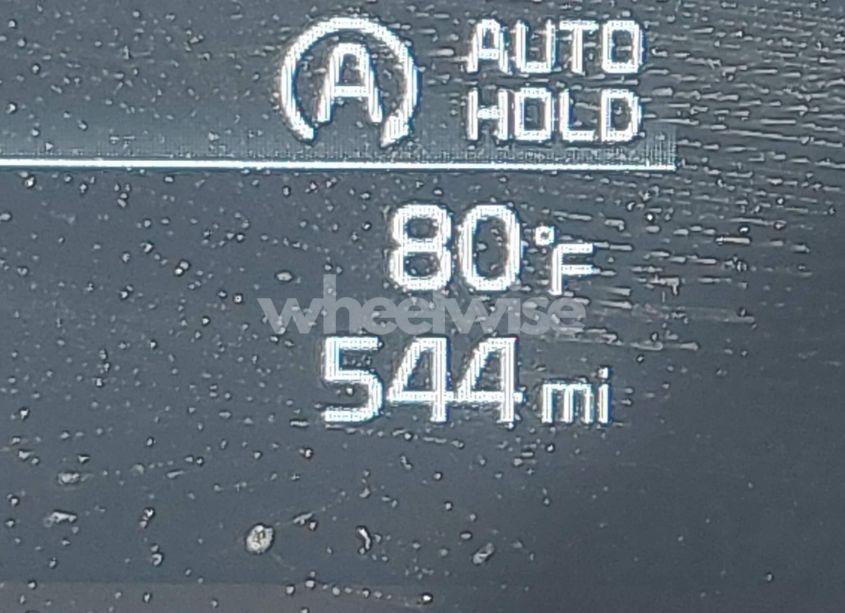 A AUTO
HOLD
80°F
wheelwise
544 mi